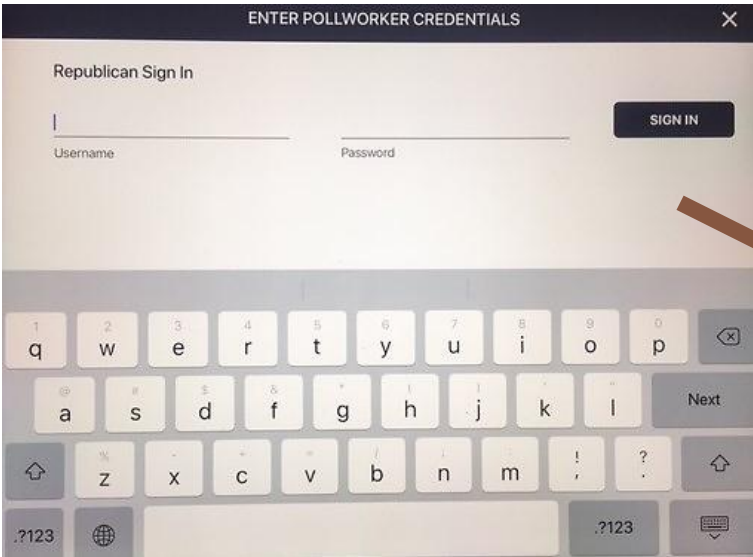 ENTER POLLWORKER CREDENTIALS
Republican Sign In
SIGN IN
Username
Password
1 2 3 4 5 6 7 8 9 0
q w e r t y u i o p
@ # $ & *
a s d f g h j k l Next
%
z x c v b n m ! , ? .
.?123 .?123